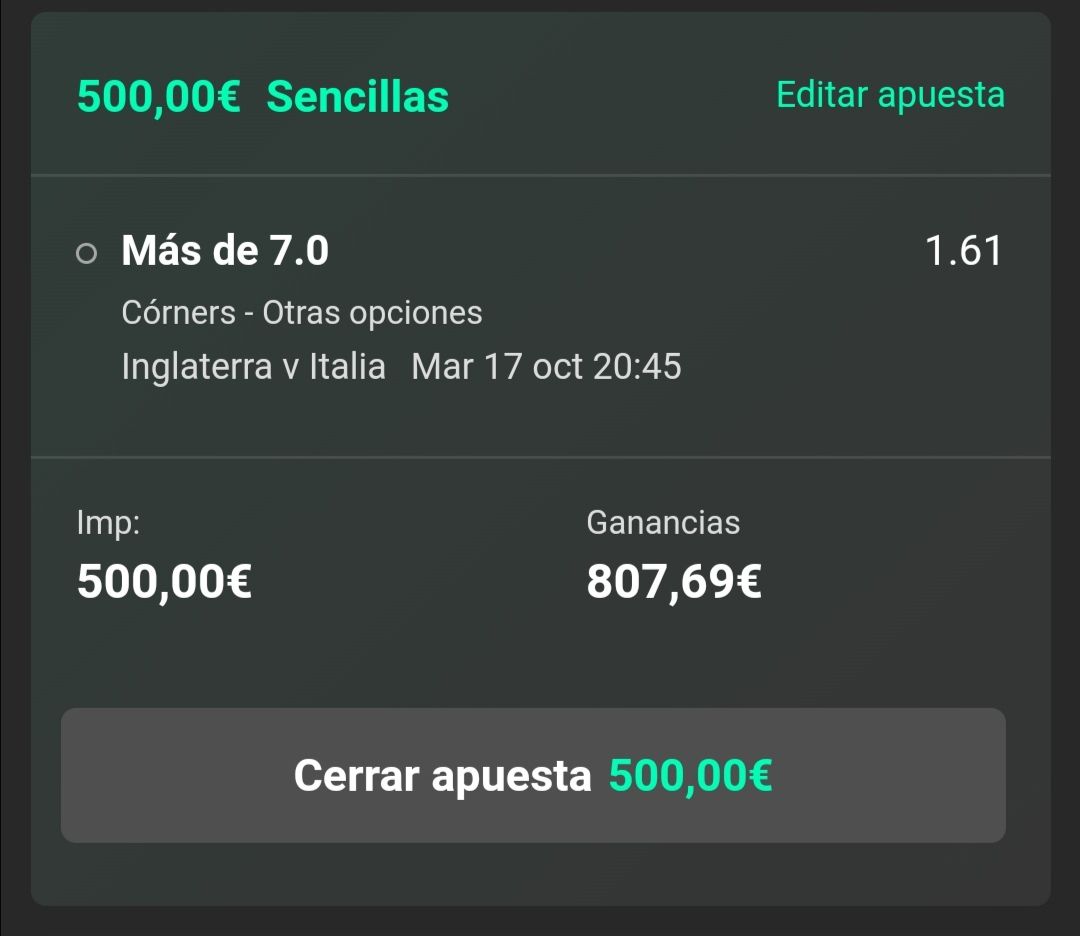 500,00€ Sencillas Editar apuesta
Más de 7.0 1.61
Córners - Otras opciones
Inglaterra v Italia Mar 17 oct 20:45
Imp: Ganancias
500,00€ 807,69€
Cerrar apuesta 500,00€